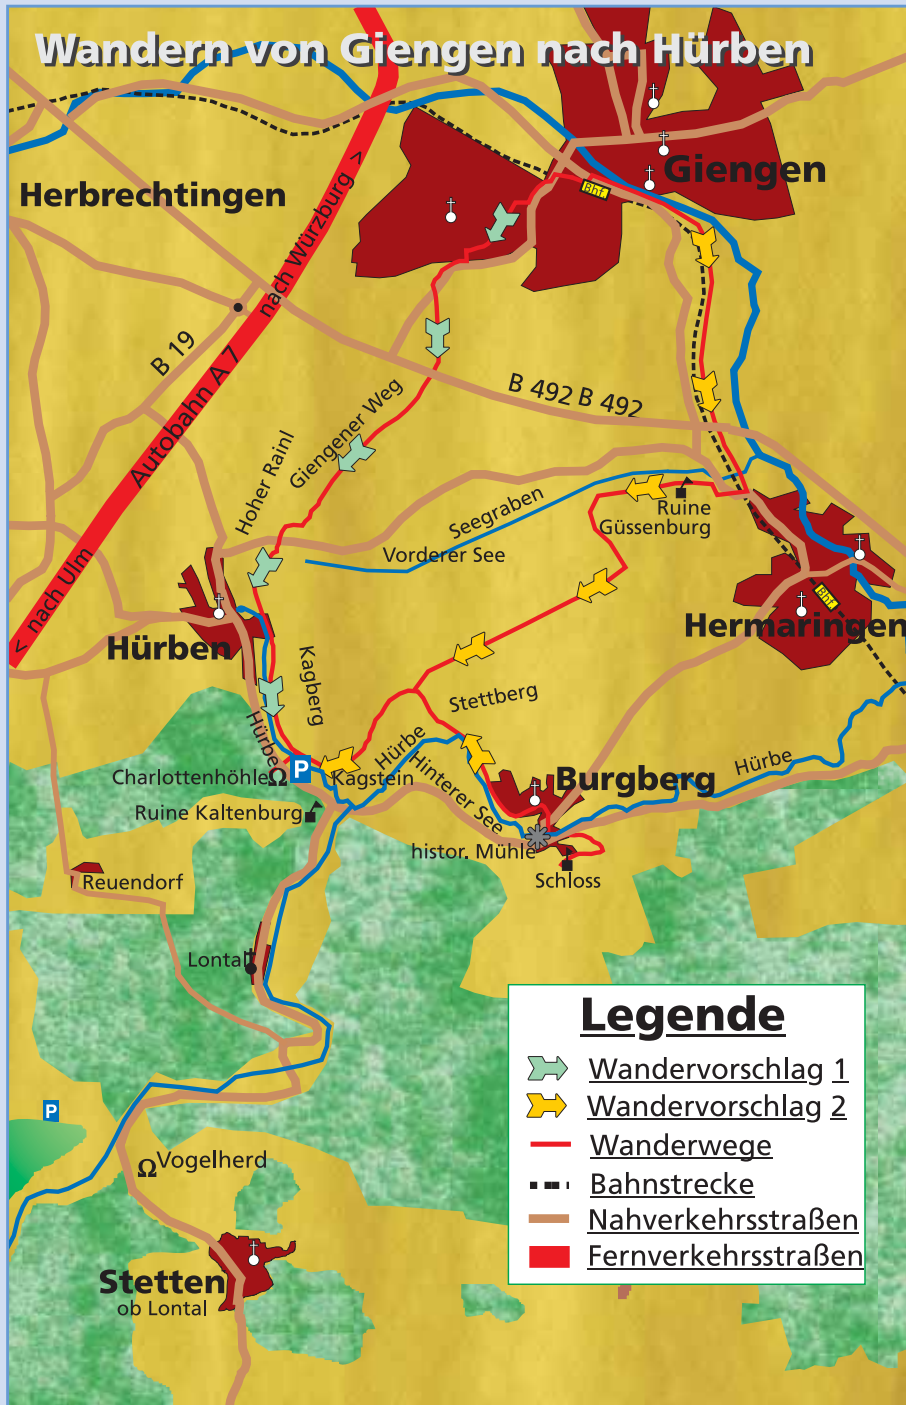 Wandern von Giengen nach Hürben
Giengen
Bhf.
Herbrechtingen
nach Würzburg >
B 19
Autobahn A 7
B 492 B 492
Giengener Weg
Hoher Rainl
Seegraben
Ruine
Güssenburg
Vorderer See
< nach Ulm
Bhf.
Hermaringen
Hürben
Kagberg
Stettberg
Hürbe
Hürbe
Hürbe
Charlottenhöhle
P
Kagstein
Hinterer See
Burgberg
Ruine Kaltenburg
histor. Mühle
Schloss
Reuendorf
Lontal
P
Vogelherd
Stetten
ob Lontal
Legende
Wandervorschlag 1
Wandervorschlag 2
Wanderwege
Bahnstrecke
Nahverkehrsstraßen
Fernverkehrsstraßen